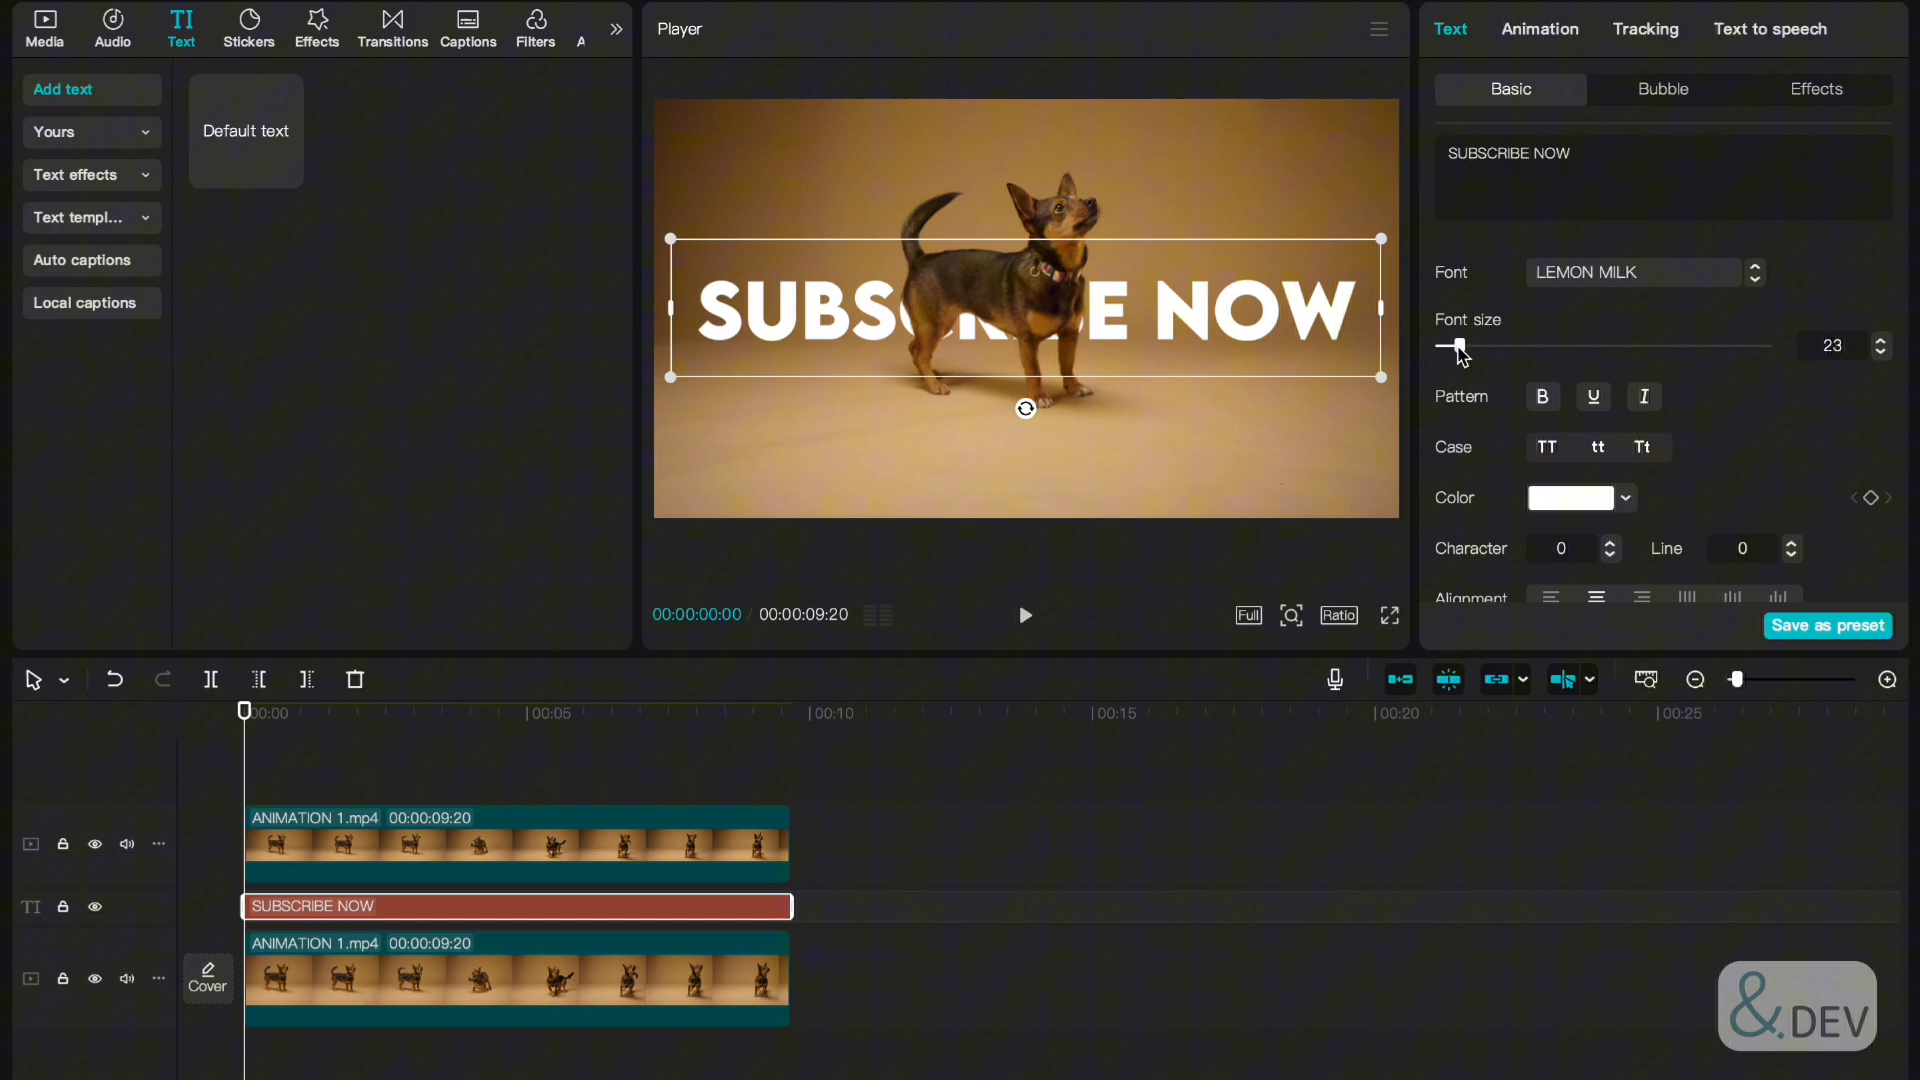 Media
Audio
TI
Text
Stickers
Effects
Transitions
Captions
Filters
A
Add text
Yours
Text effects
Text templ...
Auto captions
Local captions
Default text
Player
SUBSCRIBE NOW
00:00:00:00 / 00:00:09:20
Full
Ratio
Text Animation Tracking Text to speech
Basic Bubble Effects
SUBSCRIBE NOW
Font LEMON MILK
Font size
23
Pattern B U I
Case TT tt Tt
Color
Character 0 Line 0
Alignment
Save as preset
00:00 00:05 00:10 00:15 00:20 00:25
ANIMATION 1.mp4 00:00:09:20
TI
SUBSCRIBE NOW
ANIMATION 1.mp4 00:00:09:20
Cover
&.DEV